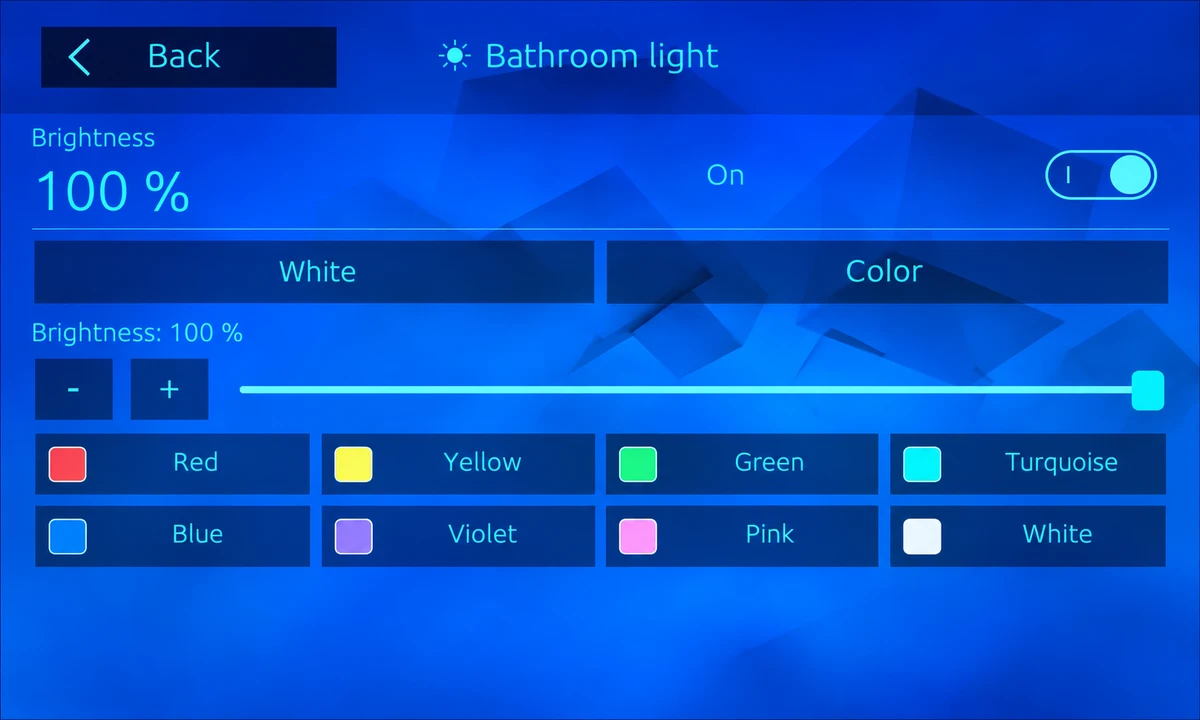 Back
Bathroom light
Brightness
100 %
On
White
Color
Brightness: 100 %
-
+
Red
Yellow
Green
Turquoise
Blue
Violet
Pink
White